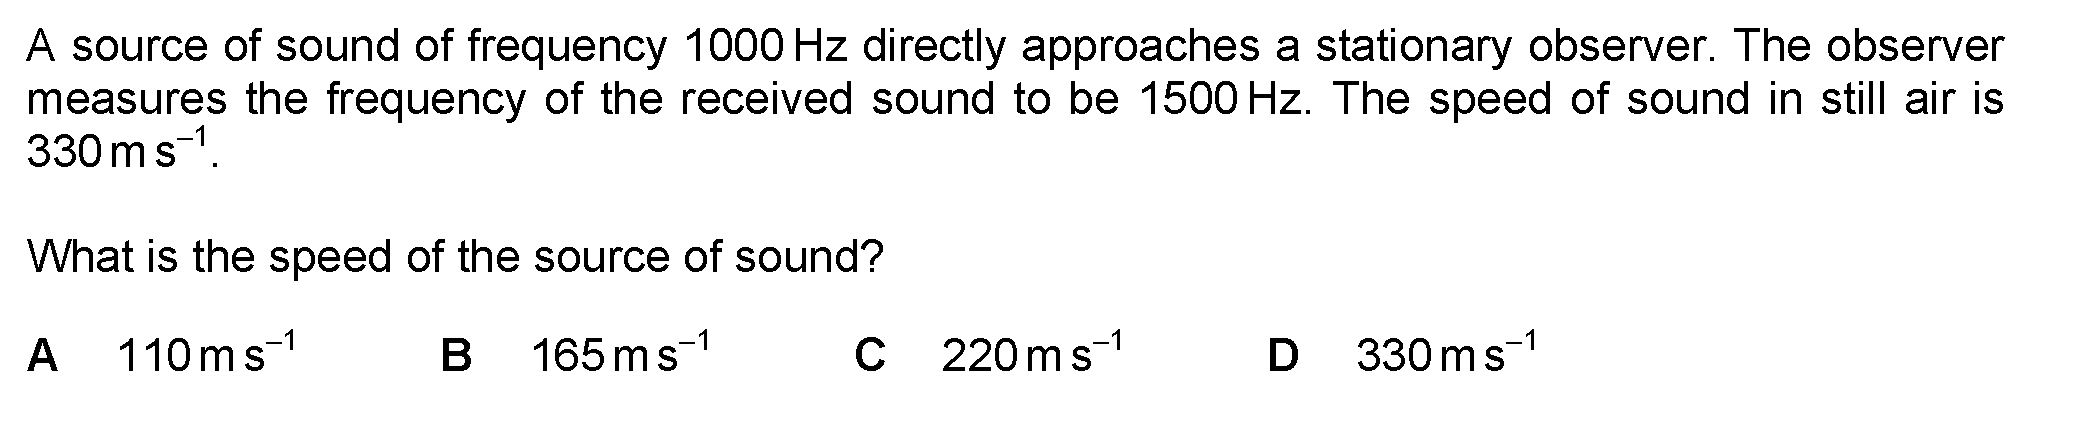 A source of sound of frequency 1000 Hz directly approaches a stationary observer. The observer
measures the frequency of the received sound to be 1500 Hz. The speed of sound in still air is
330 m s⁻¹.
What is the speed of the source of sound?
A 110 m s⁻¹ B 165 m s⁻¹ C 220 m s⁻¹ D 330 m s⁻¹